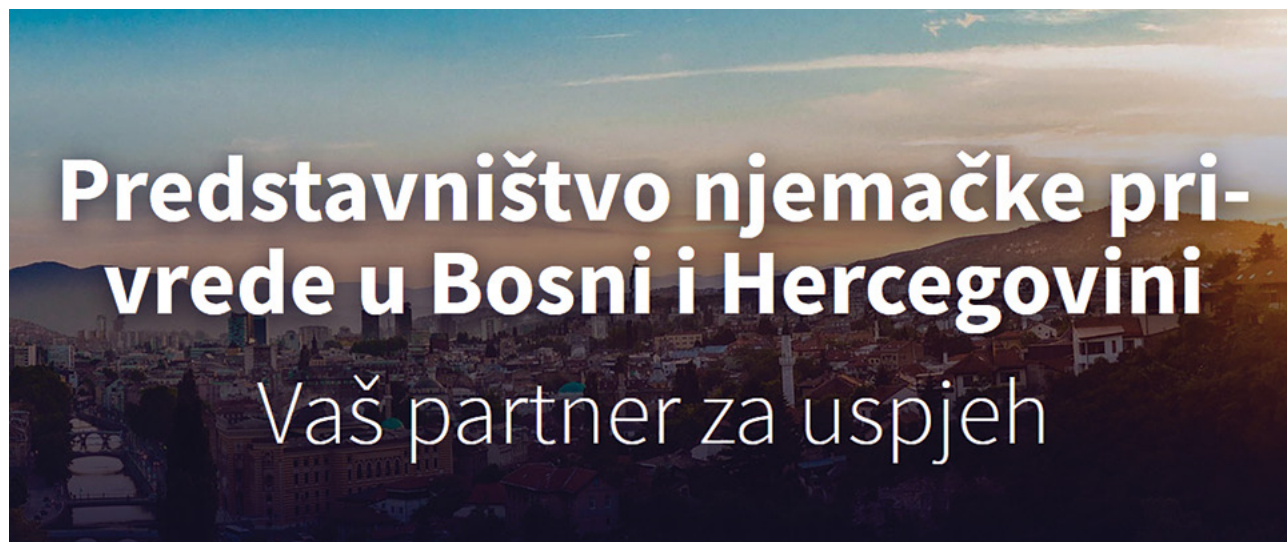 Predstavništvo njemačke pri-
vrede u Bosni i Hercegovini
Vaš partner za uspjeh